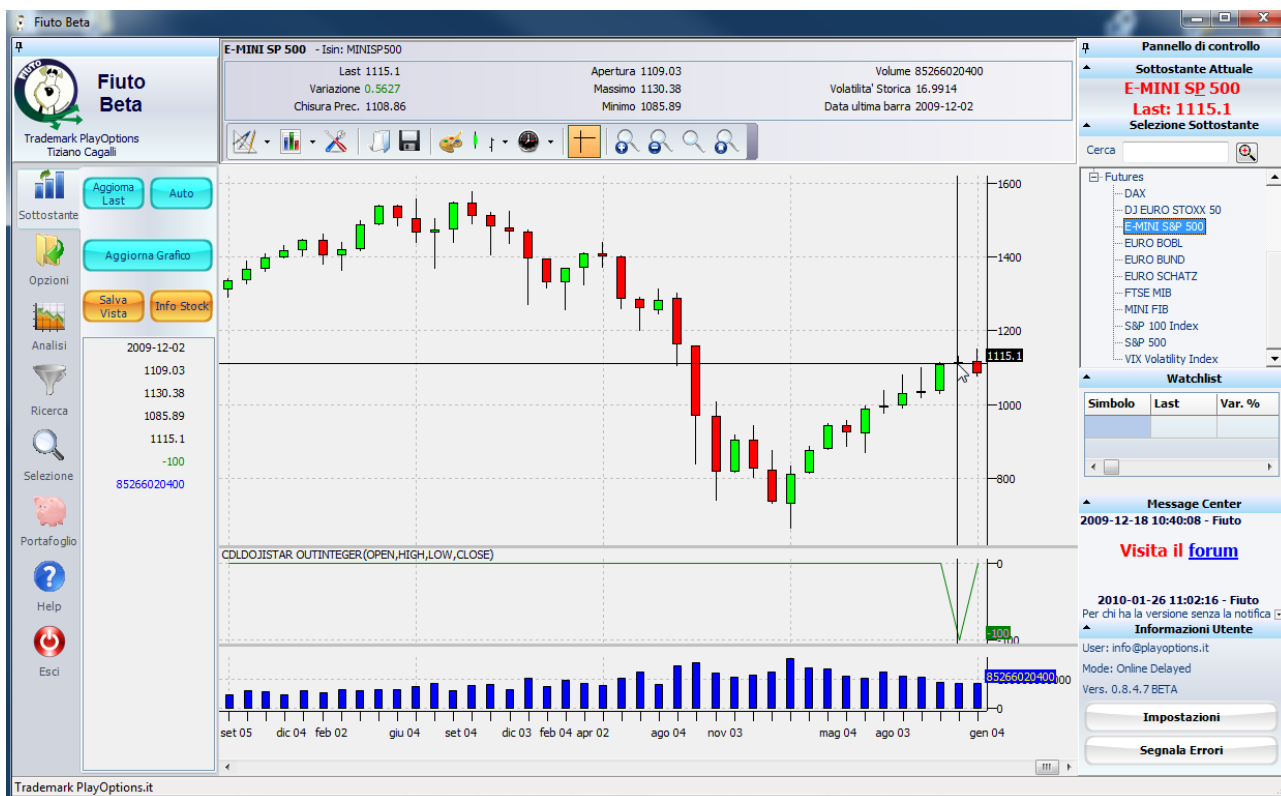 Fiuto Beta
FIUTO
Fiuto
Beta
Trademark PlayOptions
Tiziano Cagalli
E-MINI SP 500 - Isin: MINISP500
Last 1115.1
Apertura 1109.03
Volume 85266020400
Variazione 0.5627
Massimo 1130.38
Volatilita' Storica 16.9914
Chisura Prec. 1108.86
Minimo 1085.89
Data ultima barra 2009-12-02
Sottostante
Opzioni
Analisi
Ricerca
Selezione
Portafoglio
Help
Esci
Aggiorna
Last
Auto
Aggiorna Grafico
Salva
Vista
Info Stock
2009-12-02
1109.03
1130.38
1085.89
1115.1
-100
85266020400
1600
1400
1200
1115.1
1000
800
CDLDOJISTAR OUTINTEGER(OPEN,HIGH,LOW,CLOSE)
0
-100
85266020400
0
set 05 dic 04 feb 02 giu 04 set 04 dic 03 feb 04 apr 02 ago 04 nov 03 mag 04 ago 03 gen 04
Pannello di controllo
Sottostante Attuale
E-MINI SP 500
Last: 1115.1
Selezione Sottostante
Cerca
Futures
DAX
DJ EURO STOXX 50
E-MINI S&P 500
EURO BOBL
EURO BUND
EURO SCHATZ
FTSE MIB
MINI FIB
S&P 100 Index
S&P 500
VIX Volatility Index
Watchlist
Simbolo Last Var. %
Message Center
2009-12-18 10:40:08 - Fiuto
Visita il forum
2010-01-26 11:02:16 - Fiuto
Per chi ha la versione senza la notifica
Informazioni Utente
User: info@playoptions.it
Mode: Online Delayed
Vers. 0.8.4.7 BETA
Impostazioni
Segnala Errori
Trademark PlayOptions.it